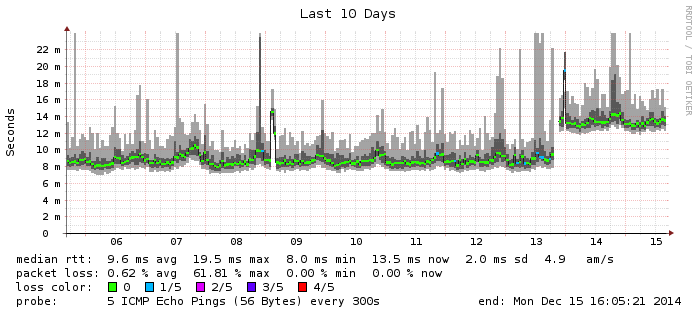 Last 10 Days
RRDTOOL / TOBI OETIKER
Seconds
22 m
20 m
18 m
16 m
14 m
12 m
10 m
8 m
6 m
4 m
2 m
0
06 07 08 09 10 11 12 13 14 15
median rtt: 9.6 ms avg 19.5 ms max 8.0 ms min 13.5 ms now 2.0 ms sd 4.9 am/s
packet loss: 0.62 % avg 61.81 % max 0.00 % min 0.00 % now
loss color: 0 1/5 2/5 3/5 4/5
probe: 5 ICMP Echo Pings (56 Bytes) every 300s end: Mon Dec 15 16:05:21 2014